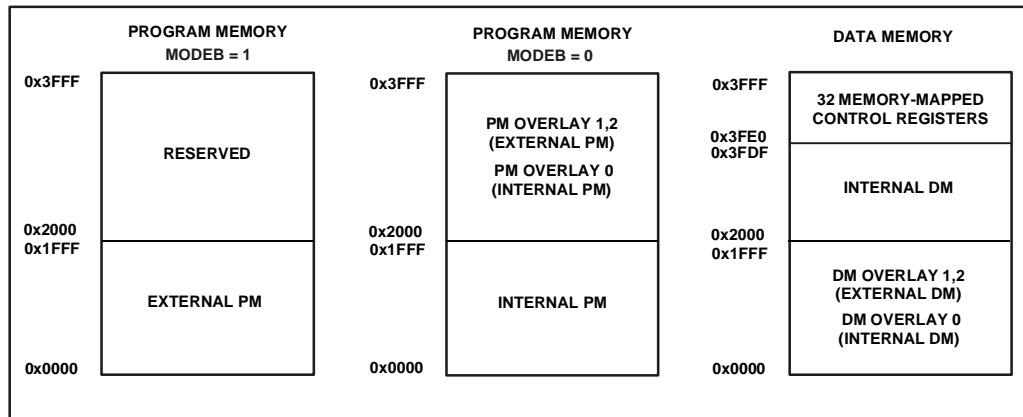 PROGRAM MEMORY
MODEB = 1
0x3FFF
RESERVED
0x2000
0x1FFF
EXTERNAL PM
0x0000
PROGRAM MEMORY
MODEB = 0
0x3FFF
PM OVERLAY 1,2
(EXTERNAL PM)
PM OVERLAY 0
(INTERNAL PM)
0x2000
0x1FFF
INTERNAL PM
0x0000
DATA MEMORY
0x3FFF
32 MEMORY-MAPPED
CONTROL REGISTERS
0x3FE0
0x3FDF
INTERNAL DM
0x2000
0x1FFF
DM OVERLAY 1,2
(EXTERNAL DM)
DM OVERLAY 0
(INTERNAL DM)
0x0000